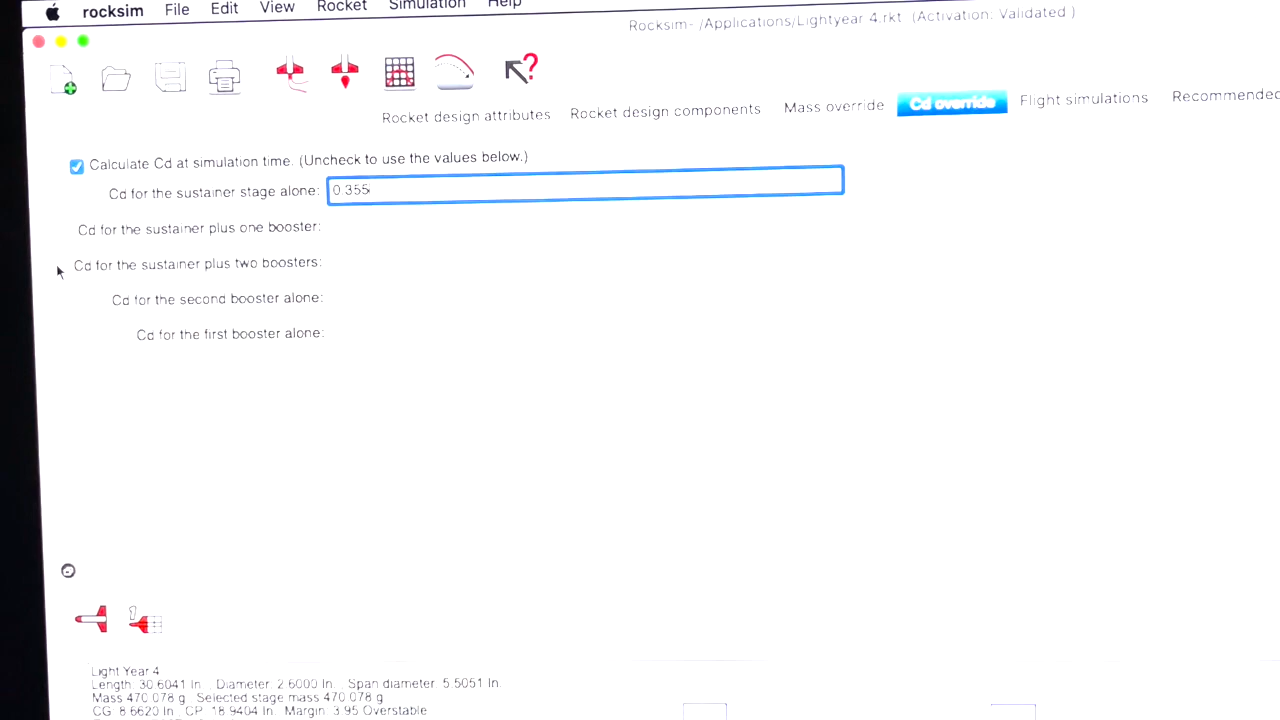 rocksim File Edit View Rocket Simulation Help
Rocksim- /Applications/Lightyear 4.rkt (Activation: Validated )
Rocket design attributes Rocket design components Mass override Cd override Flight simulations Recommended
Calculate Cd at simulation time. (Uncheck to use the values below.)
Cd for the sustainer stage alone: 0.355
Cd for the sustainer plus one booster:
Cd for the sustainer plus two boosters:
Cd for the second booster alone:
Cd for the first booster alone:
Light Year 4
Length: 30.6041 In. Diameter: 2.6000 In. Span diameter: 5.5051 In.
Mass 470.078 g Selected stage mass 470.078 g
CG: 8.6620 In. CP: 18.9404 In. Margin: 3.95 Overstable